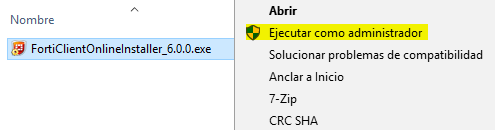 Nombre
FortiClientOnlineInstaller_6.0.0.exe
Abrir
Ejecutar como administrador
Solucionar problemas de compatibilidad
Anclar a Inicio
7-Zip
CRC SHA